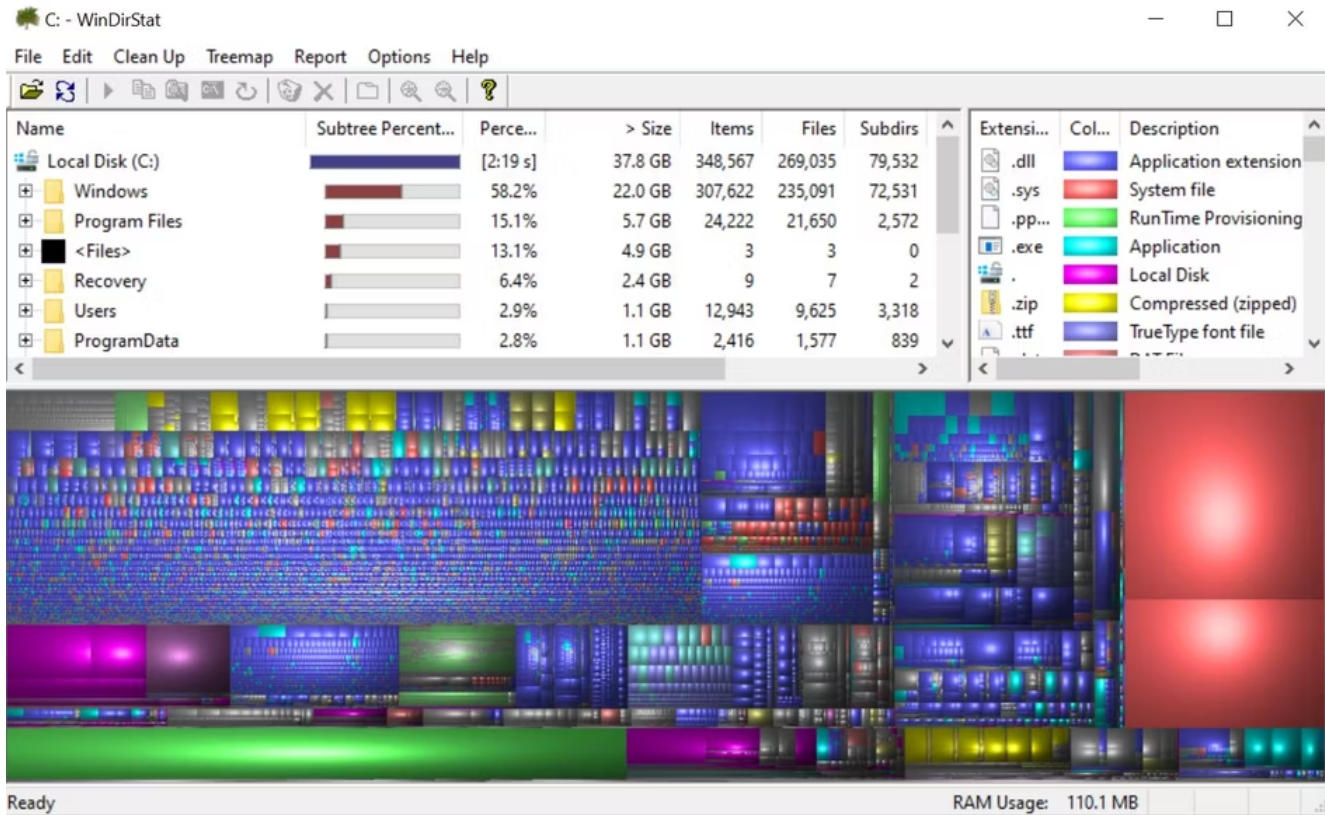 C: - WinDirStat
File Edit Clean Up Treemap Report Options Help
Name Subtree Percent... Perce... > Size Items Files Subdirs
Local Disk (C:) [2:19 s] 37.8 GB 348,567 269,035 79,532
Windows 58.2% 22.0 GB 307,622 235,091 72,531
Program Files 15.1% 5.7 GB 24,222 21,650 2,572
<Files> 13.1% 4.9 GB 3 3 0
Recovery 6.4% 2.4 GB 9 7 2
Users 2.9% 1.1 GB 12,943 9,625 3,318
ProgramData 2.8% 1.1 GB 2,416 1,577 839
Extensi... Col... Description
.dll Application extension
.sys System file
.pp... RunTime Provisioning
.exe Application
. Local Disk
.zip Compressed (zipped)
.ttf TrueType font file
Ready RAM Usage: 110.1 MB